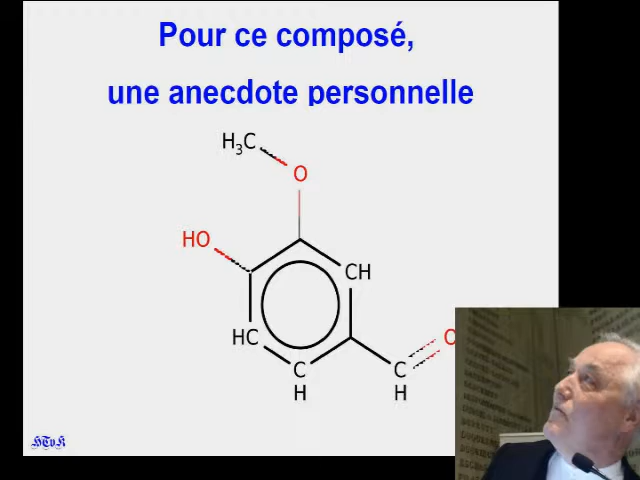 Pour ce composé,
une anecdote personnelle
H3C
O
HO
CH
HC
O
C
C
H
H